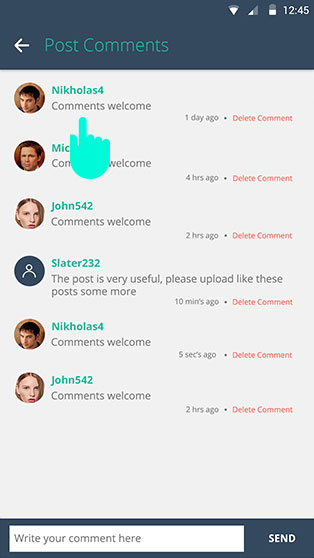 12:45
Post Comments
Nikholas4
Comments welcome
1 day ago • Delete Comment
Mic
Com ents welcome
4 hrs ago • Delete Comment
John542
Comments welcome
2 hrs ago • Delete Comment
Slater232
The post is very useful, please upload like these
posts some more
10 min's ago • Delete Comment
Nikholas4
Comments welcome
5 sec's ago • Delete Comment
John542
Comments welcome
2 hrs ago • Delete Comment
Write your comment here
SEND